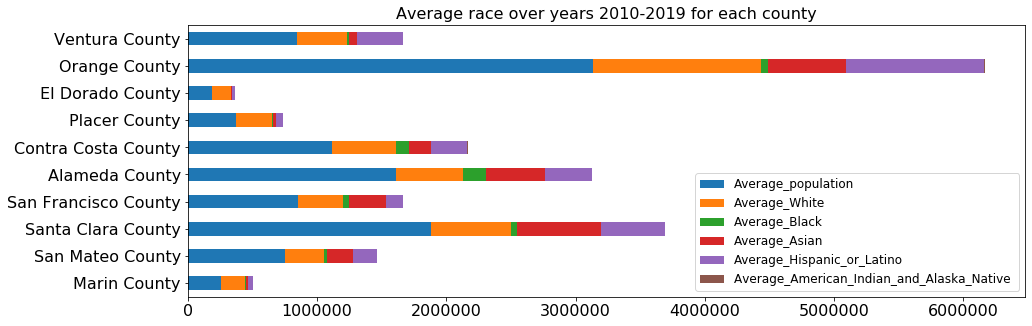 Average race over years 2010-2019 for each county
Ventura County
Orange County
El Dorado County
Placer County
Contra Costa County
Alameda County
San Francisco County
Santa Clara County
San Mateo County
Marin County
Average_population
Average_White
Average_Black
Average_Asian
Average_Hispanic_or_Latino
Average_American_Indian_and_Alaska_Native
0 1000000 2000000 3000000 4000000 5000000 6000000